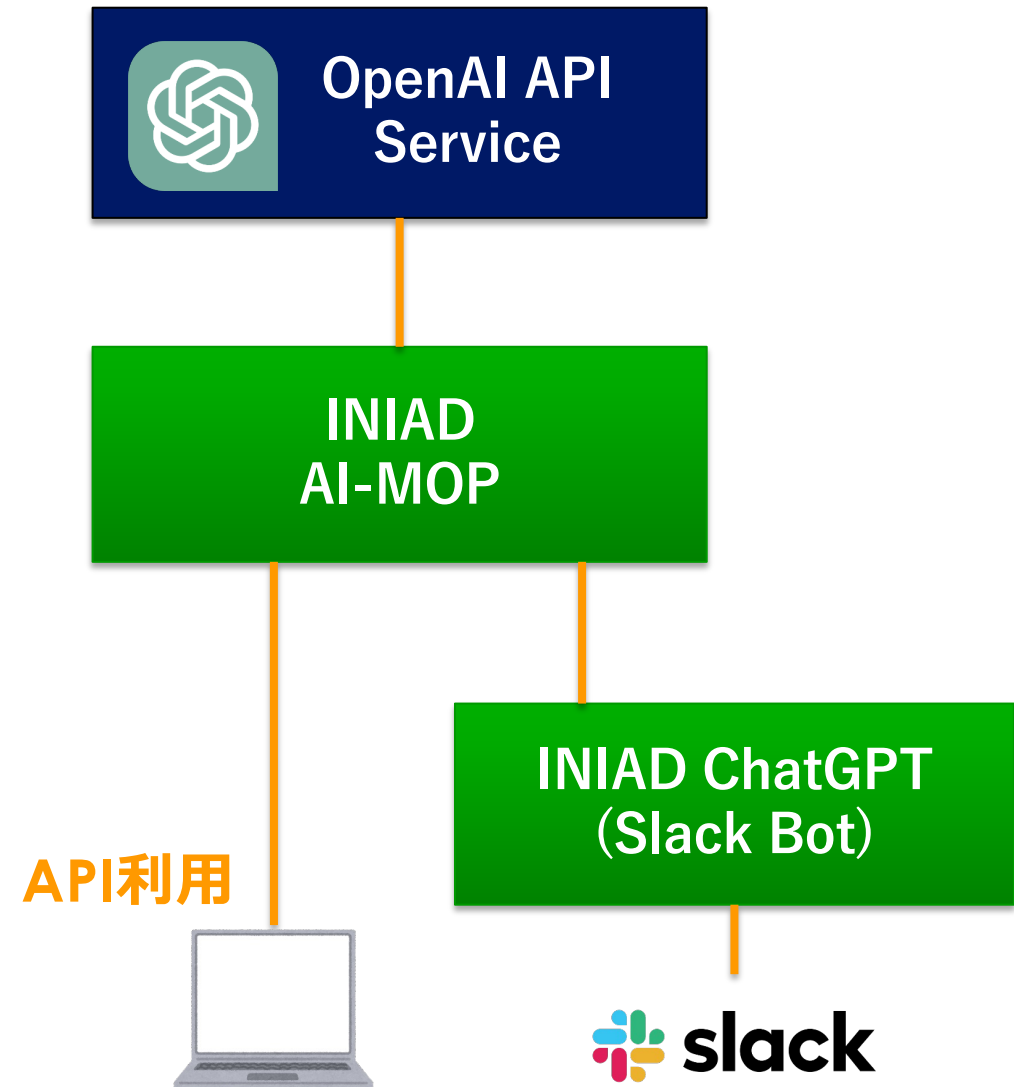 OpenAI API
Service
INIAD
AI-MOP
INIAD ChatGPT
(Slack Bot)
API利用
slack